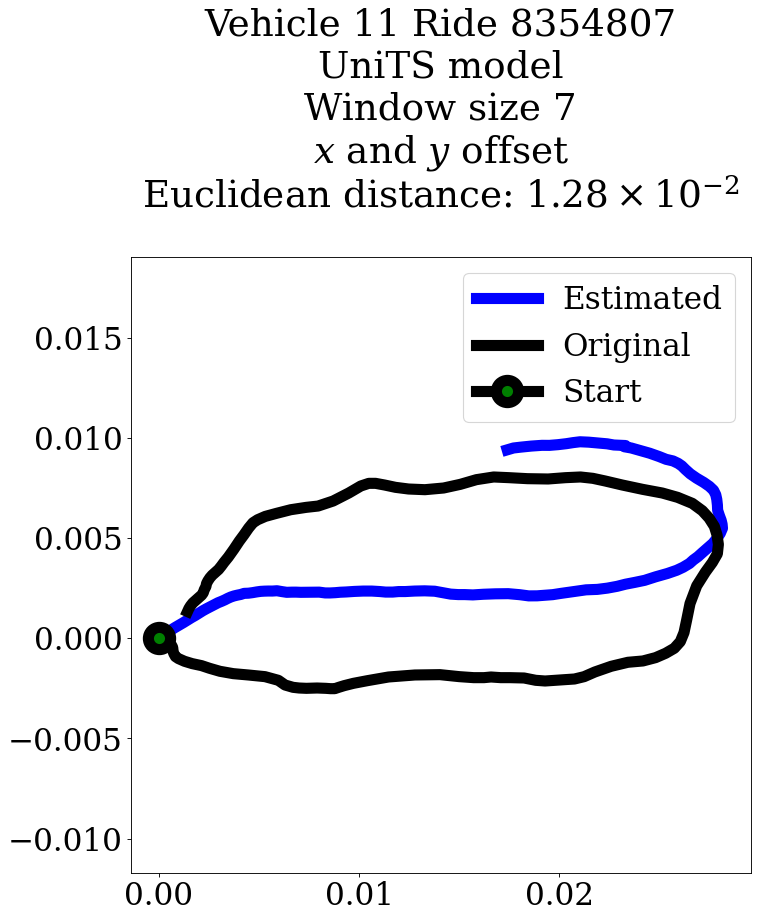 Vehicle 11 Ride 8354807
UniTS model
Window size 7
x and y offset
Euclidean distance: 1.28 × 10⁻²
Estimated
Original
Start
0.015
0.010
0.005
0.000
−0.005
−0.010
0.00 0.01 0.02